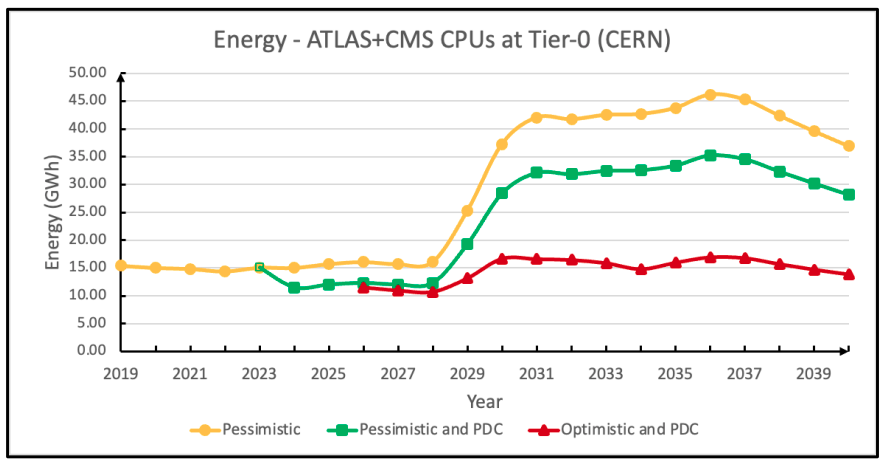 Energy - ATLAS+CMS CPUs at Tier-0 (CERN)
50.00
45.00
40.00
35.00
30.00
25.00
20.00
15.00
10.00
5.00
0.00
Energy (GWh)
2019 2021 2023 2025 2027 2029 2031 2033 2035 2037 2039
Year
Pessimistic Pessimistic and PDC Optimistic and PDC